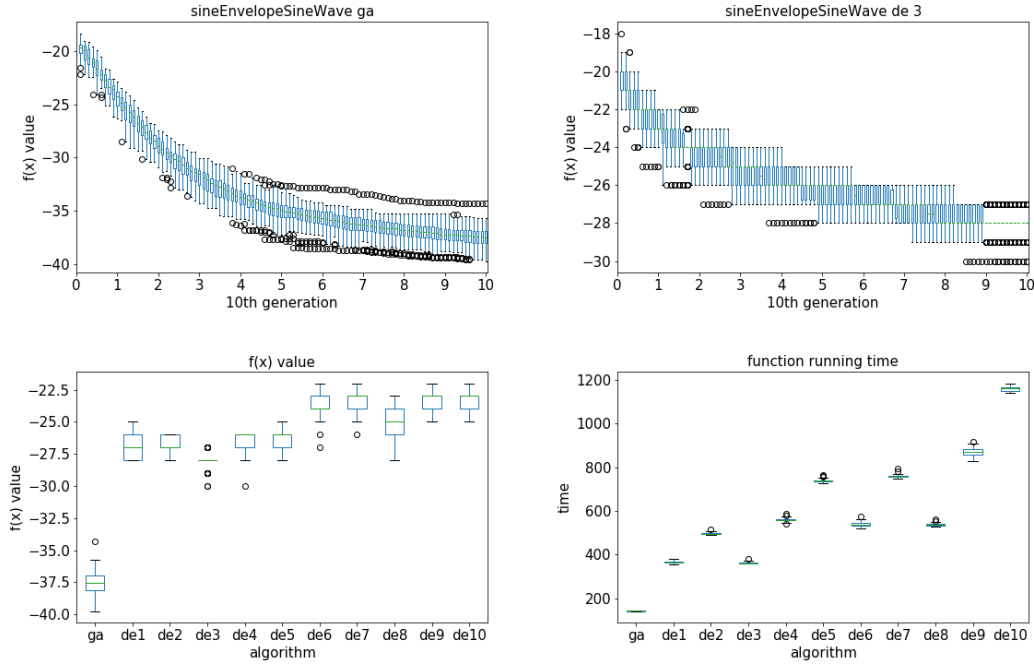 sineEnvelopeSineWave ga
f(x) value
−20
−25
−30
−35
−40
0 1 2 3 4 5 6 7 8 9 10
10th generation
sineEnvelopeSineWave de 3
f(x) value
−18
−20
−22
−24
−26
−28
−30
0 1 2 3 4 5 6 7 8 9 10
10th generation
f(x) value
f(x) value
−22.5
−25.0
−27.5
−30.0
−32.5
−35.0
−37.5
−40.0
ga de1 de2 de3 de4 de5 de6 de7 de8 de9 de10
algorithm
function running time
time
1200
1000
800
600
400
200
ga de1 de2 de3 de4 de5 de6 de7 de8 de9 de10
algorithm